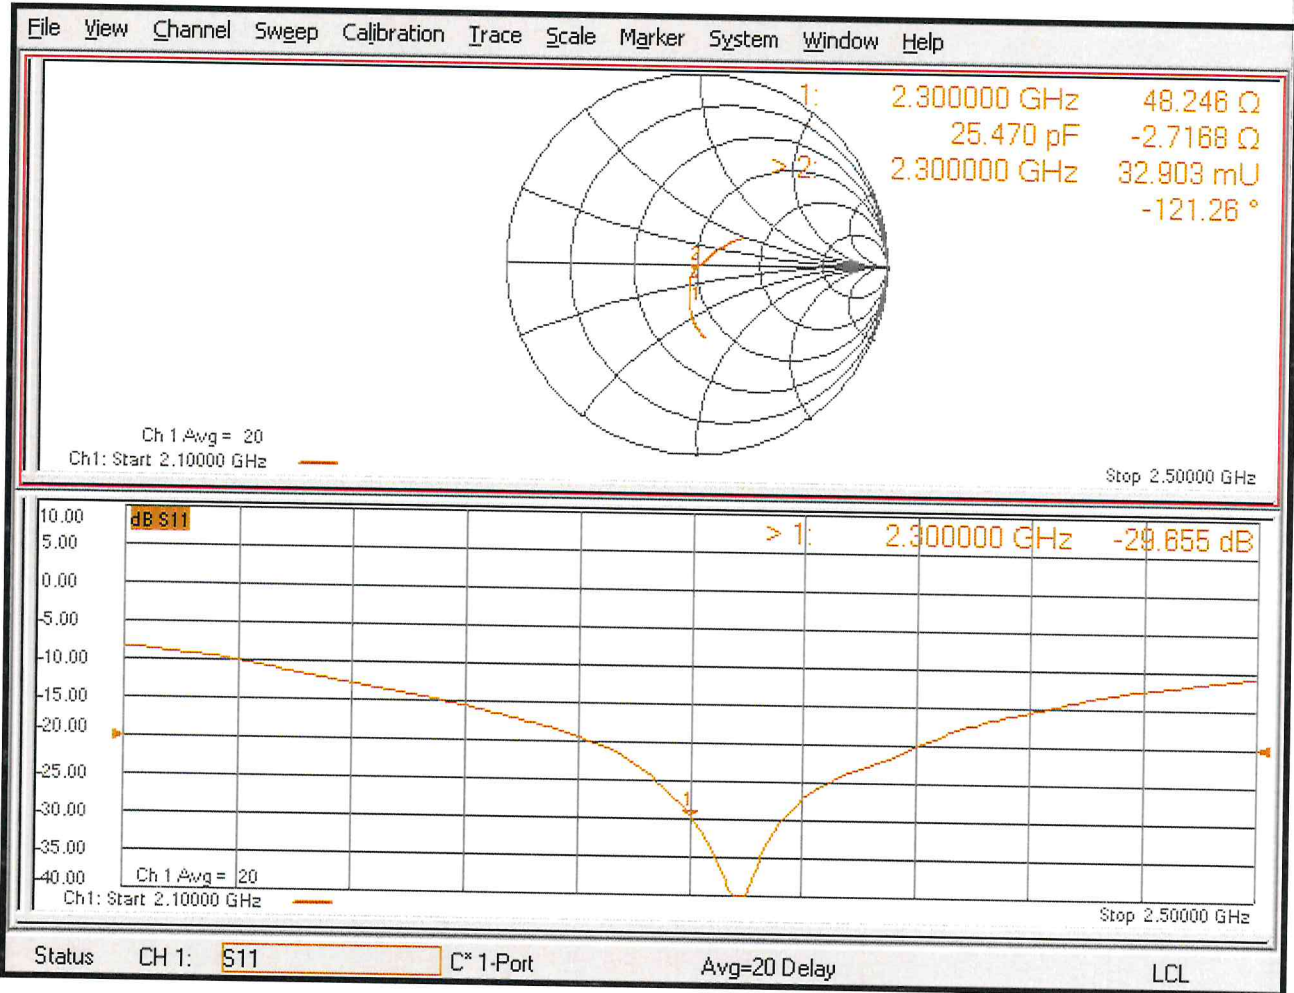 File View Channel Sweep Calibration Trace Scale Marker System Window Help
1: 2.300000 GHz 48.246 Ω
25.470 pF -2.7168 Ω
> 2: 2.300000 GHz 32.903 mU
-121.26 °
2
1
Ch 1 Avg = 20
Ch1: Start 2.10000 GHz
Stop 2.50000 GHz
10.00
dB S11
> 1: 2.300000 GHz -29.655 dB
5.00
0.00
-5.00
-10.00
-15.00
-20.00
-25.00
1
-30.00
-35.00
-40.00
Ch 1 Avg = 20
Ch1: Start 2.10000 GHz
Stop 2.50000 GHz
Status CH 1: S11 C* 1-Port Avg=20 Delay LCL